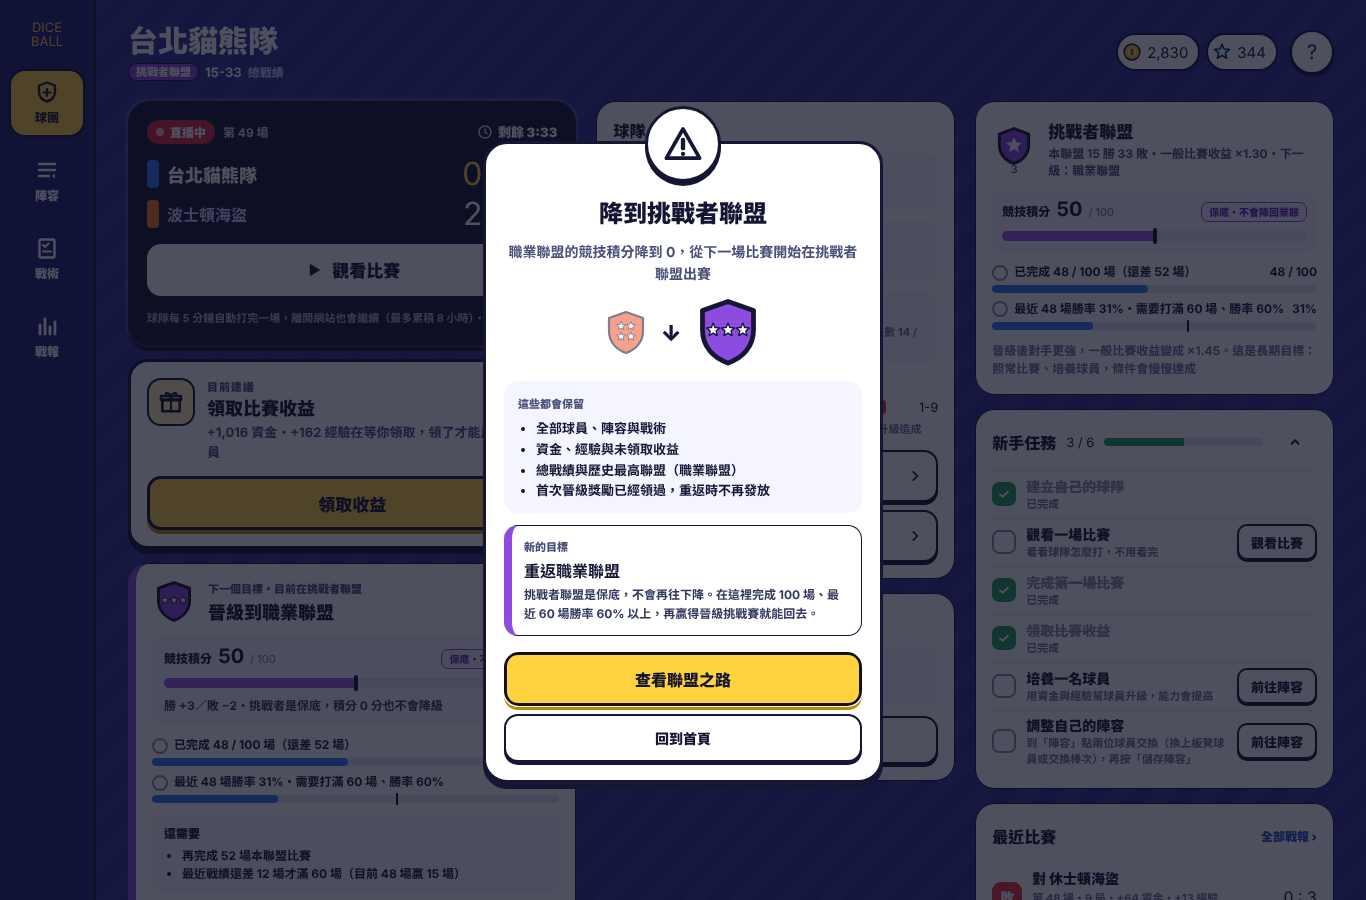 DICE
BALL
球團
陣容
戰術
戰報
台北貓熊隊
挑戰者聯盟 15-33 總戰績
2,830
344
?
直播中 第 49 場 剩餘 3:33
台北貓熊隊 0
波士頓海盜 2
觀看比賽
球隊每 5 分鐘自動打完一場，離開網站也會繼續（最多累積 8 小時）·
目前建議
領取比賽收益
+1,016 資金・+162 經驗在等你領取，領了才能
員
領取收益
下一個目標・目前在挑戰者聯盟
晉級到職業聯盟
競技積分 50 / 100
保底・不
勝 +3／敗 −2・挑戰者是保底，積分 0 分也不會降級
已完成 48 / 100 場（還差 52 場）
最近 48 場勝率 31%・需要打滿 60 場、勝率 60%
還需要
再完成 52 場本聯盟比賽
最近戰績還差 12 場才滿 60 場（目前 48 場贏 15 場）
球隊
數 14 /
1-9
升級造成
降到挑戰者聯盟
職業聯盟的競技積分降到 0，從下一場比賽開始在挑戰者
聯盟出賽
這些都會保留
全部球員、陣容與戰術
資金、經驗與未領取收益
總戰績與歷史最高聯盟（職業聯盟）
首次晉級獎勵已經領過，重返時不再發放
新的目標
重返職業聯盟
挑戰者聯盟是保底，不會再往下降。在這裡完成 100 場、最
近 60 場勝率 60% 以上，再贏得晉級挑戰賽就能回去。
查看聯盟之路
回到首頁
3
挑戰者聯盟
本聯盟 15 勝 33 敗・一般比賽收益 ×1.30・下一
級：職業聯盟
競技積分 50 / 100
保底・不會降回業餘
已完成 48 / 100 場（還差 52 場） 48 / 100
最近 48 場勝率 31%・需要打滿 60 場、勝率 60% 31%
晉級後對手更強，一般比賽收益變成 ×1.45。這是長期目標：
照常比賽、培養球員，條件會慢慢達成
新手任務 3 / 6
建立自己的球隊
已完成
觀看一場比賽
看看球隊怎麼打，不用看完
觀看比賽
完成第一場比賽
已完成
領取比賽收益
已完成
培養一名球員
用資金與經驗幫球員升級，能力會提高
前往陣容
調整自己的陣容
到「陣容」點兩位球員交換（換上板凳球
員或交換棒次），再按「儲存陣容」
前往陣容
最近比賽 全部戰報 ›
敗
對 休士頓海盜
第 48 場・9 局・+64 資金・+13 經驗
0 : 3